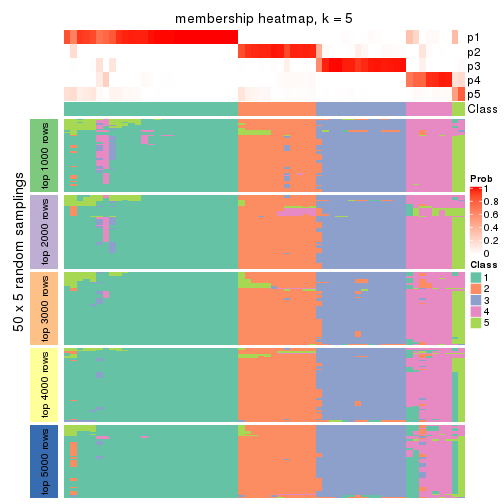 membership heatmap, k = 5
p1
p2
p3
p4
p5
Class
50 x 5 random samplings
top 1000 rows
top 2000 rows
top 3000 rows
top 4000 rows
top 5000 rows
Prob
1
0.8
0.6
0.4
0.2
0
Class
1
2
3
4
5